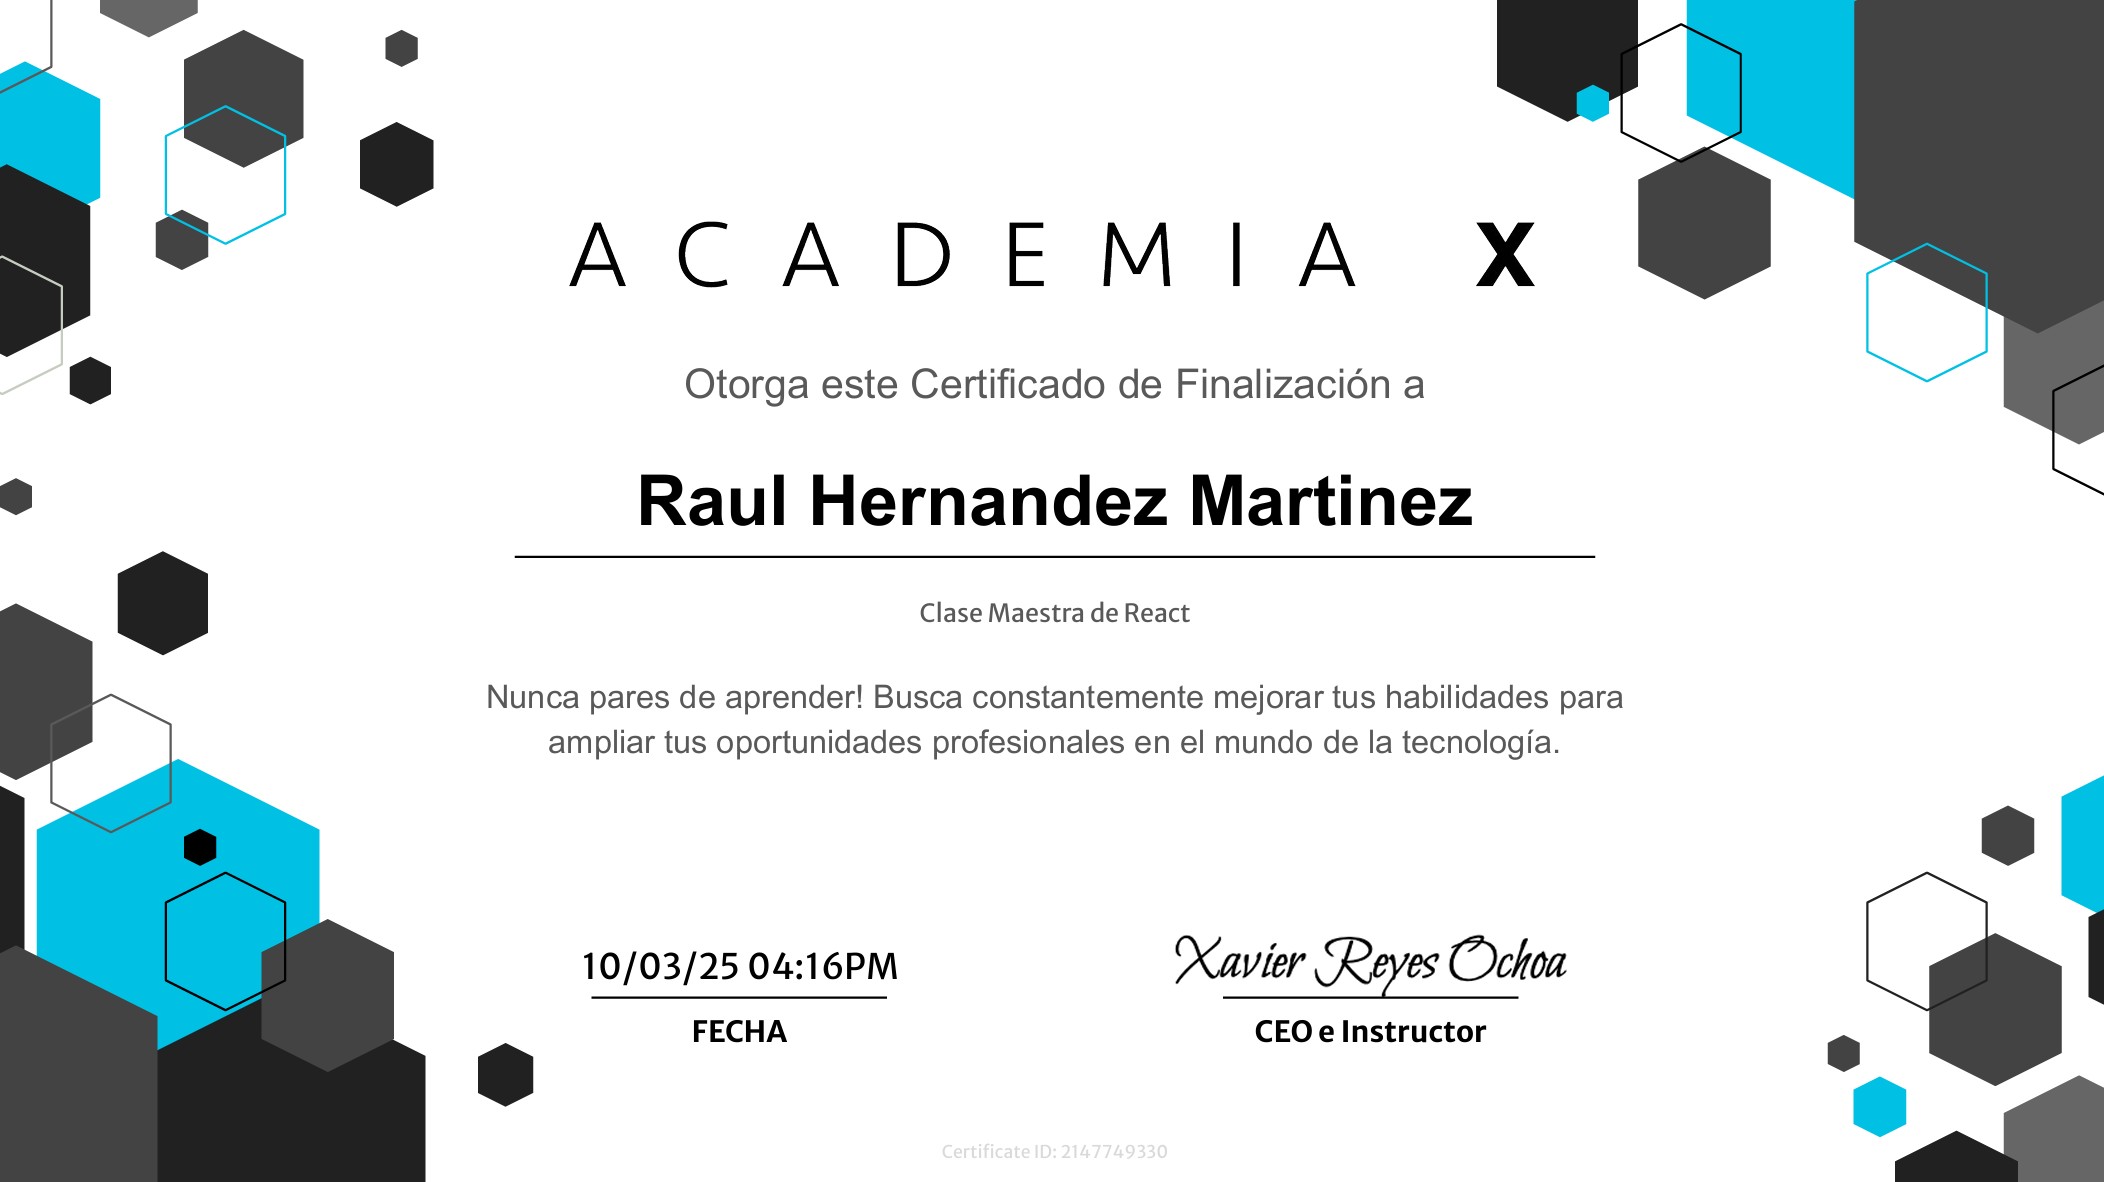 ACADEMIA X
Otorga este Certificado de Finalización a
Raul Hernandez Martinez
Clase Maestra de React
Nunca pares de aprender! Busca constantemente mejorar tus habilidades para
ampliar tus oportunidades profesionales en el mundo de la tecnología.
10/03/25 04:16PM
FECHA
Xavier Reyes Ochoa
CEO e Instructor
Certificate ID: 2147749330